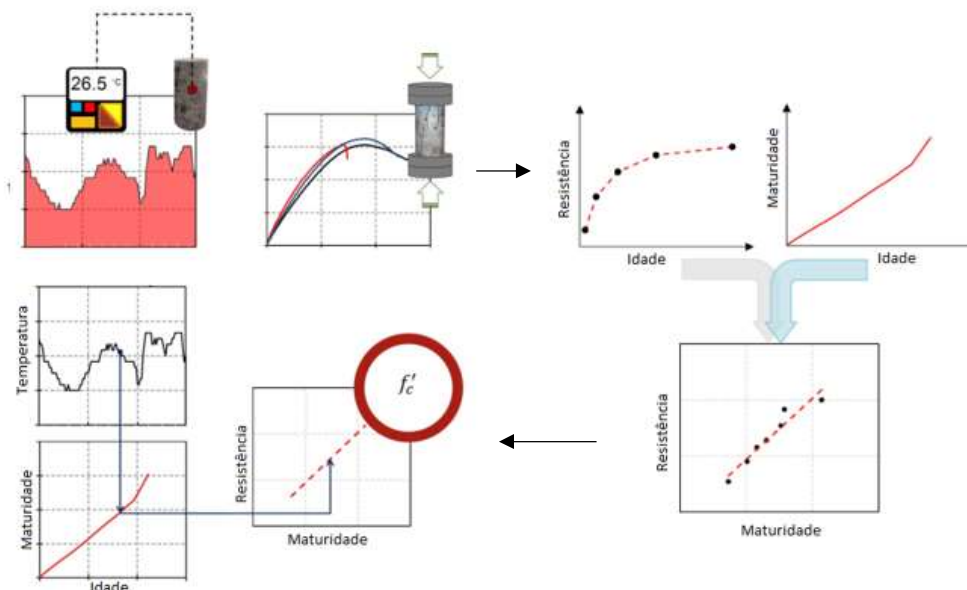 26.5 °C
Resistência
Idade
Maturidade
Idade
Temperatura
Maturidade
Idade
Resistência
Maturidade
f'c
Resistência
Maturidade